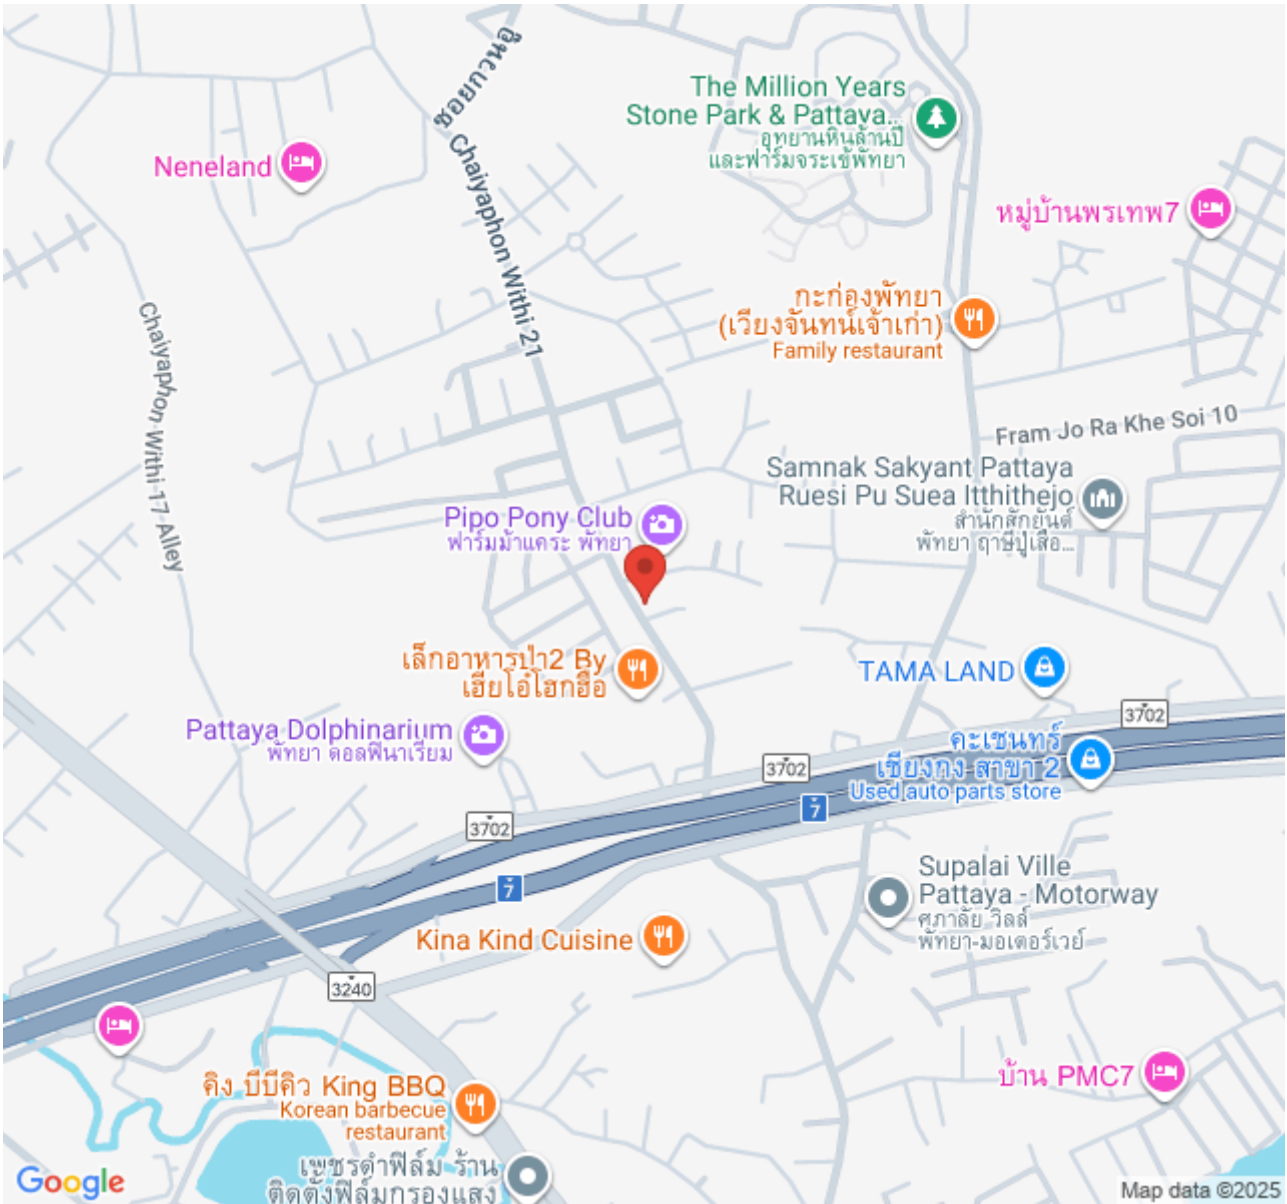 ซอยกวนอู
The Million Years
Stone Park & Pattaya..
อุทยานหินล้านปี
และฟาร์มจระเข้พัทยา
Neneland
Chaiyaphon Withi 21
หมู่บ้านพรเทพ7
กะก่องพัทยา
(เวียงจันทน์เจ้าเก่า)
Family restaurant
Chaiyaphon Withi 17 Alley
Fram Jo Ra Khe Soi 10
Samnak Sakyant Pattaya
Ruesi Pu Suea Itthithejo
สำนักสักยันต์
พัทยา ฤาษีปู่เสือ...
Pipo Pony Club
ฟาร์มม้าแคระ พัทยา
เล็กอาหารป่า2 By
เฮียโอ๋โฮกฮือ
TAMA LAND
Pattaya Dolphinarium
พัทยา ดอลฟินาเรียม
3702
คะเชนทร์
เชียงกง สาขา 2
Used auto parts store
3702
7
3702
7
Supalai Ville
Pattaya - Motorway
ศุภาลัย วิลล์
พัทยา-มอเตอร์เวย์
Kina Kind Cuisine
3240
บ้าน PMC7
คิง บีบีคิว King BBQ
Korean barbecue
restaurant
เพชรดำฟิล์ม ร้าน
ติดตั้งฟิล์มกรองแสง
Google
Map data ©2025